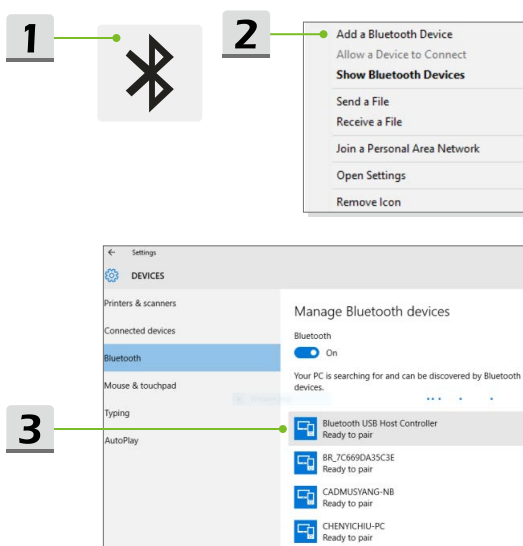 1
2
Add a Bluetooth Device
Allow a Device to Connect
Show Bluetooth Devices
Send a File
Receive a File
Join a Personal Area Network
Open Settings
Remove Icon
Settings
DEVICES
Printers & scanners
Connected devices
Bluetooth
Mouse & touchpad
Typing
AutoPlay
Manage Bluetooth devices
Bluetooth
On
Your PC is searching for and can be discovered by Bluetooth
devices.
3
Bluetooth USB Host Controller
Ready to pair
BR_7C669DA35C3E
Ready to pair
CADMUSYANG-NB
Ready to pair
CHENYICHIU-PC
Ready to pair